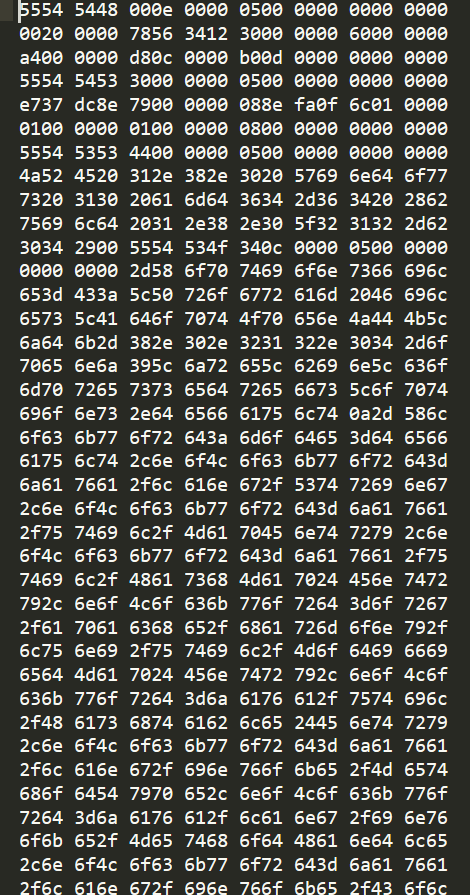 5554 5448 000e 0000 0500 0000 0000 0000
0020 0000 7856 3412 3000 0000 6000 0000
a400 0000 d80c 0000 b00d 0000 0000 0000
5554 5453 3000 0000 0500 0000 0000 0000
e737 dc8e 7900 0000 088e fa0f 6c01 0000
0100 0000 0100 0000 0800 0000 0000 0000
5554 5353 4400 0000 0500 0000 0000 0000
4a52 4520 312e 382e 3020 5769 6e64 6f77
7320 3130 2061 6d64 3634 2d36 3420 2862
7569 6c64 2031 2e38 2e30 5f32 3132 2d62
3034 2900 5554 534f 340c 0000 0500 0000
0000 0000 2d58 6f70 7469 6f6e 7366 696c
653d 433a 5c50 726f 6772 616d 2046 696c
6573 5c41 646f 7074 4f70 656e 4a44 4b5c
6a64 6b2d 382e 302e 3231 322e 3034 2d6f
7065 6e6a 395c 6a72 655c 6269 6e5c 636f
6d70 7265 7373 6564 7265 6673 5c6f 7074
696f 6e73 2e64 6566 6175 6c74 0a2d 586c
6f63 6b77 6f72 643a 6d6f 6465 3d64 6566
6175 6c74 2c6e 6f4c 6f63 6b77 6f72 643d
6a61 7661 2f6c 616e 672f 5374 7269 6e67
2c6e 6f4c 6f63 6b77 6f72 643d 6a61 7661
2f75 7469 6c2f 4d61 7045 6e74 7279 2c6e
6f4c 6f63 6b77 6f72 643d 6a61 7661 2f75
7469 6c2f 4861 7368 4d61 7024 456e 7472
792c 6e6f 4c6f 636b 776f 7264 3d6f 7267
2f61 7061 6368 652f 6861 726d 6f6e 792f
6c75 6e69 2f75 7469 6c2f 4d6f 6469 6669
6564 4d61 7024 456e 7472 792c 6e6f 4c6f
636b 776f 7264 3d6a 6176 612f 7574 696c
2f48 6173 6874 6162 6c65 2445 6e74 7279
2c6e 6f4c 6f63 6b77 6f72 643d 6a61 7661
2f6c 616e 672f 696e 766f 6b65 2f4d 6574
686f 6454 7970 652c 6e6f 4c6f 636b 776f
7264 3d6a 6176 612f 6c61 6e67 2f69 6e76
6f6b 652f 4d65 7468 6f64 4861 6e64 6c65
2c6e 6f4c 6f63 6b77 6f72 643d 6a61 7661
2f6c 616e 672f 696e 766f 6b65 2f43 6f6c